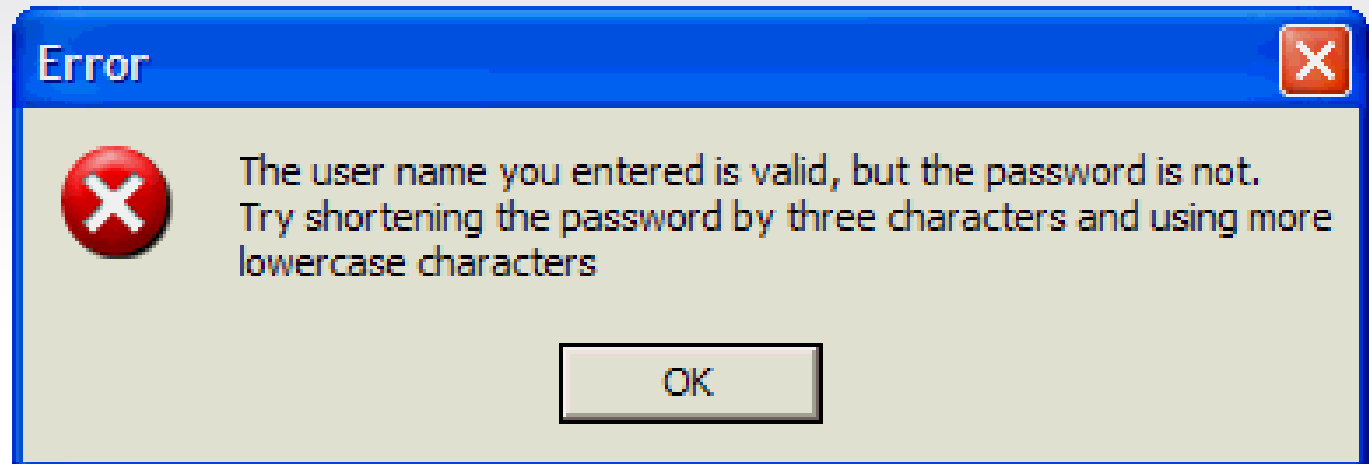 Error
The user name you entered is valid, but the password is not.
Try shortening the password by three characters and using more
lowercase characters
OK